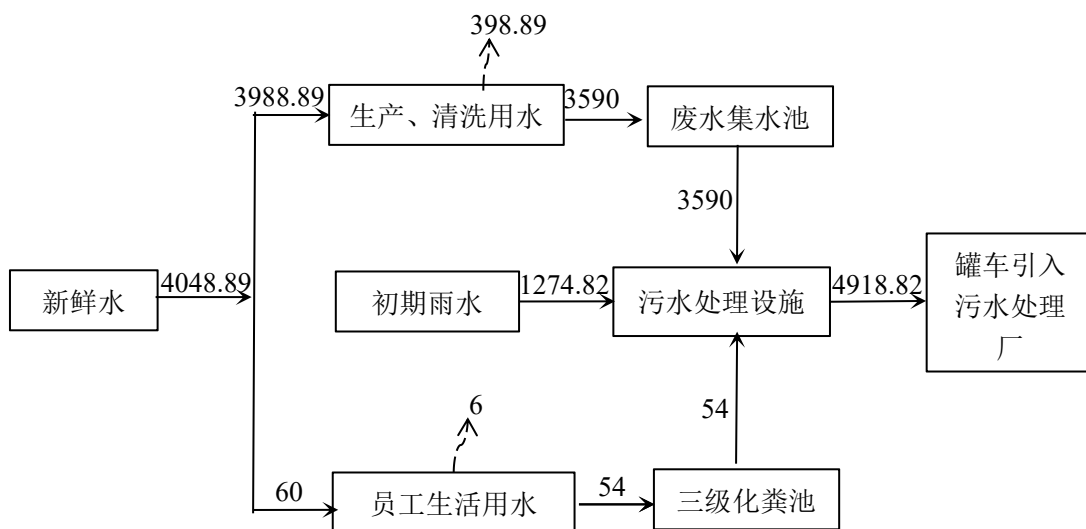 398.89
3988.89
生产、清洗用水
3590
废水集水池
3590
新鲜水
4048.89
初期雨水
1274.82
污水处理设施
4918.82
罐车引入
污水处理
厂
54
6
60
员工生活用水
54
三级化粪池